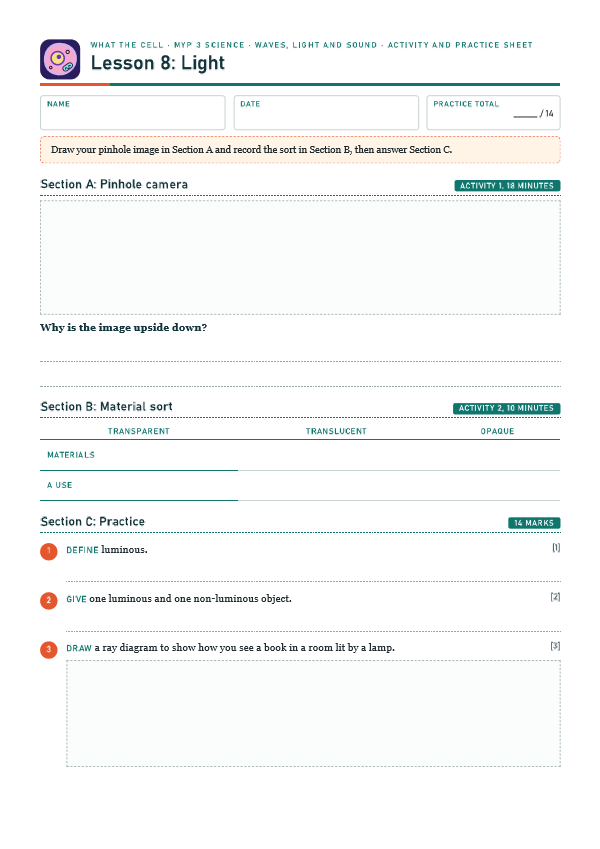 WHAT THE CELL · MYP 3 SCIENCE · WAVES, LIGHT AND SOUND · ACTIVITY AND PRACTICE SHEET
Lesson 8: Light
NAME
DATE
PRACTICE TOTAL
_____ / 14
Draw your pinhole image in Section A and record the sort in Section B, then answer Section C.
Section A: Pinhole camera
ACTIVITY 1, 18 MINUTES
Why is the image upside down?
Section B: Material sort
ACTIVITY 2, 10 MINUTES
TRANSPARENT TRANSLUCENT OPAQUE
MATERIALS
A USE
Section C: Practice
14 MARKS
1 DEFINE luminous. [1]
2 GIVE one luminous and one non-luminous object. [2]
3 DRAW a ray diagram to show how you see a book in a room lit by a lamp. [3]